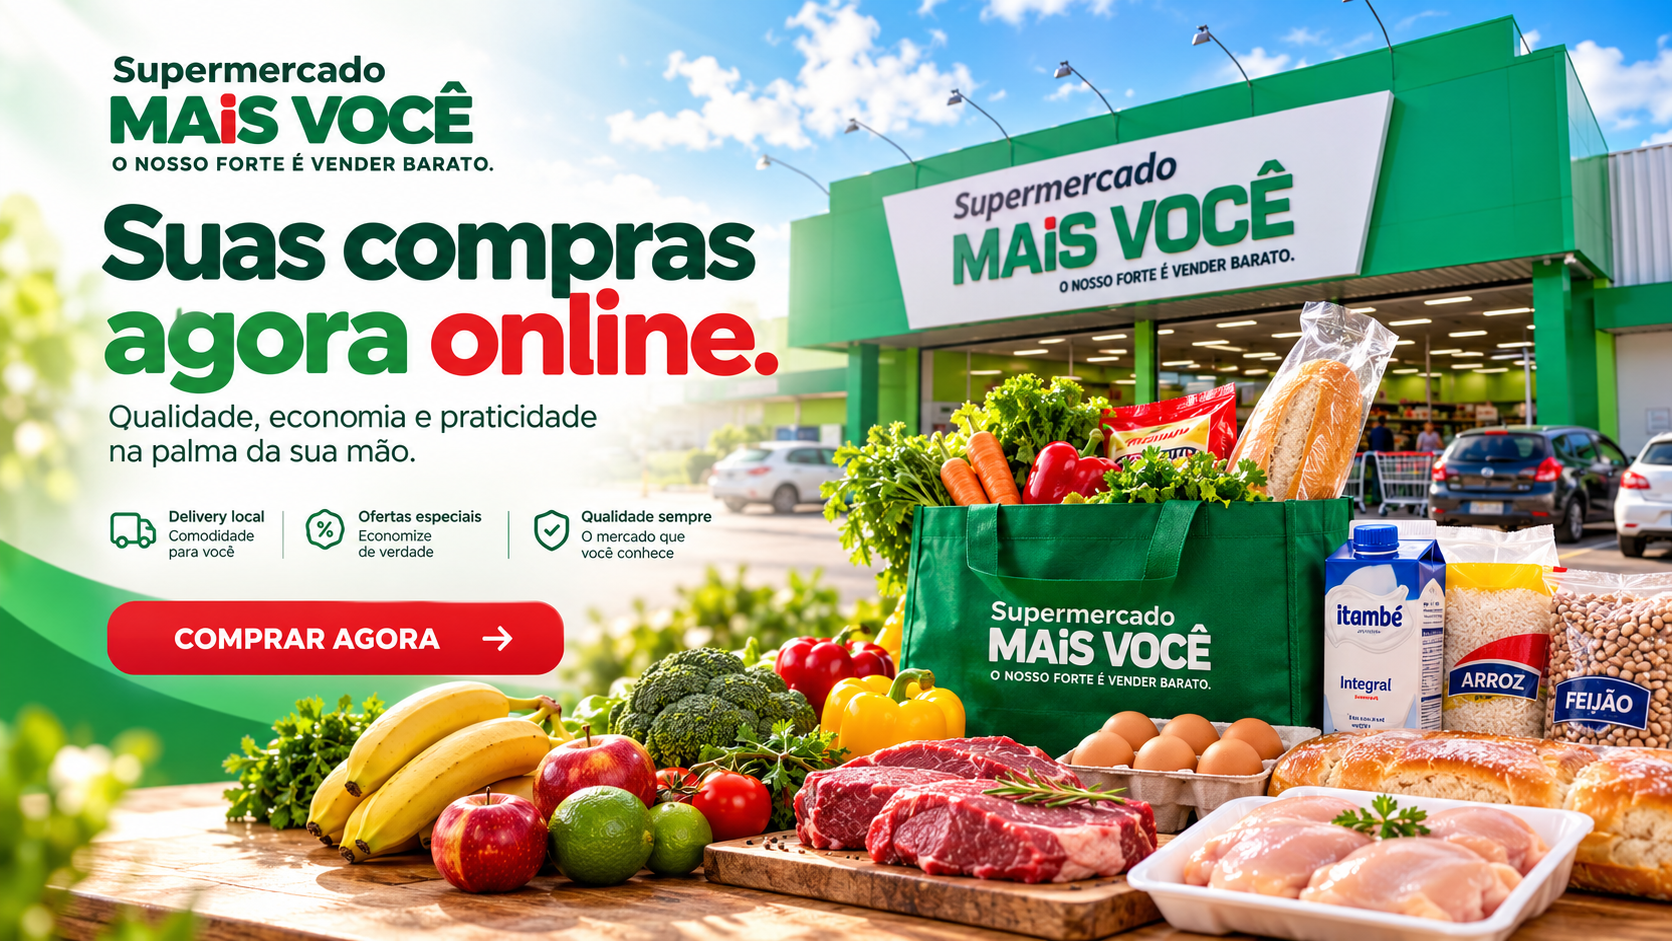 Supermercado
MAiS VOCÊ
O NOSSO FORTE É VENDER BARATO.
Suas compras
agora online.
Qualidade, economia e praticidade
na palma da sua mão.
Delivery local
Comodidade
para você
Ofertas especiais
Economize
de verdade
Qualidade sempre
O mercado que
você conhece
COMPRAR AGORA
Supermercado
MAiS VOCÊ
O NOSSO FORTE É VENDER BARATO.
Supermercado
MAiS VOCÊ
O NOSSO FORTE É VENDER BARATO.
itambé
Integral
ARROZ
FEIJÃO